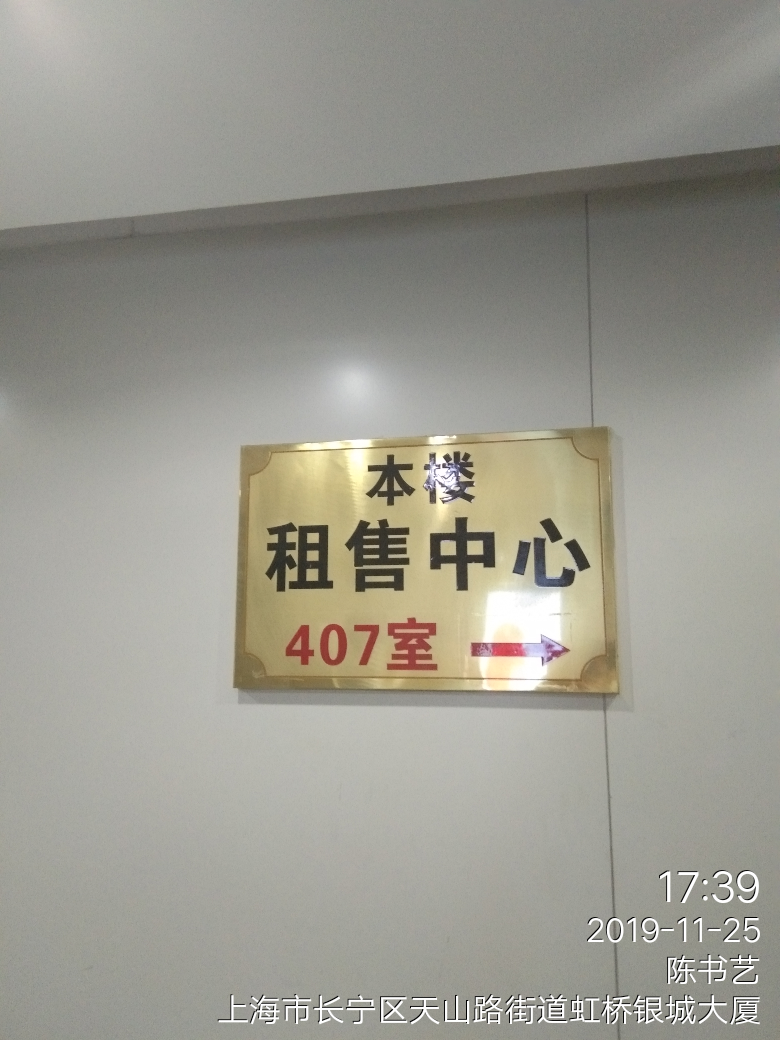 本楼
租售中心
407室
17:39
2019-11-25
陈书艺
上海市长宁区天山路街道虹桥银城大厦